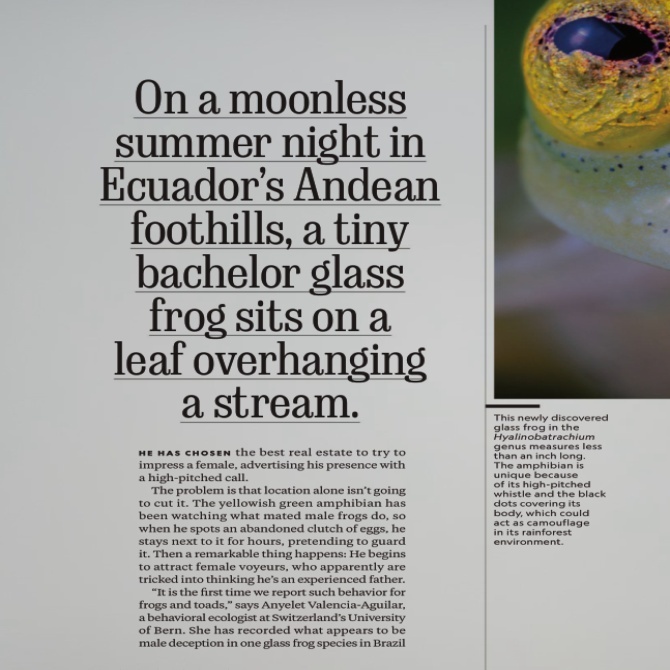 On a moonless
summer night in
Ecuador's Andean
foothills, a tiny
bachelor glass
frog sits on a
leaf overhanging
a stream.
HE HAS CHOSEN the best real estate to try to
impress a female, advertising his presence with
a high-pitched call.
The problem is that location alone isn't going
to cut it. The yellowish green amphibian has
been watching what mated male frogs do, so
when he spots an abandoned clutch of eggs, he
stays next to it for hours, pretending to guard
it. Then a remarkable thing happens: He begins
to attract female voyeurs, who apparently are
tricked into thinking he's an experienced father.
"It is the first time we report such behavior for
frogs and toads," says Anyelet Valencia-Aguilar,
a behavioral ecologist at Switzerland's University
of Bern. She has recorded what appears to be
male deception in one glass frog species in Brazil
This newly discovered
glass frog in the
Hyalinobatrachium
genus measures less
than an inch long.
The amphibian is
unique because
of its high-pitched
whistle and the black
dots covering its
body, which could
act as camouflage
in its rainforest
environment.